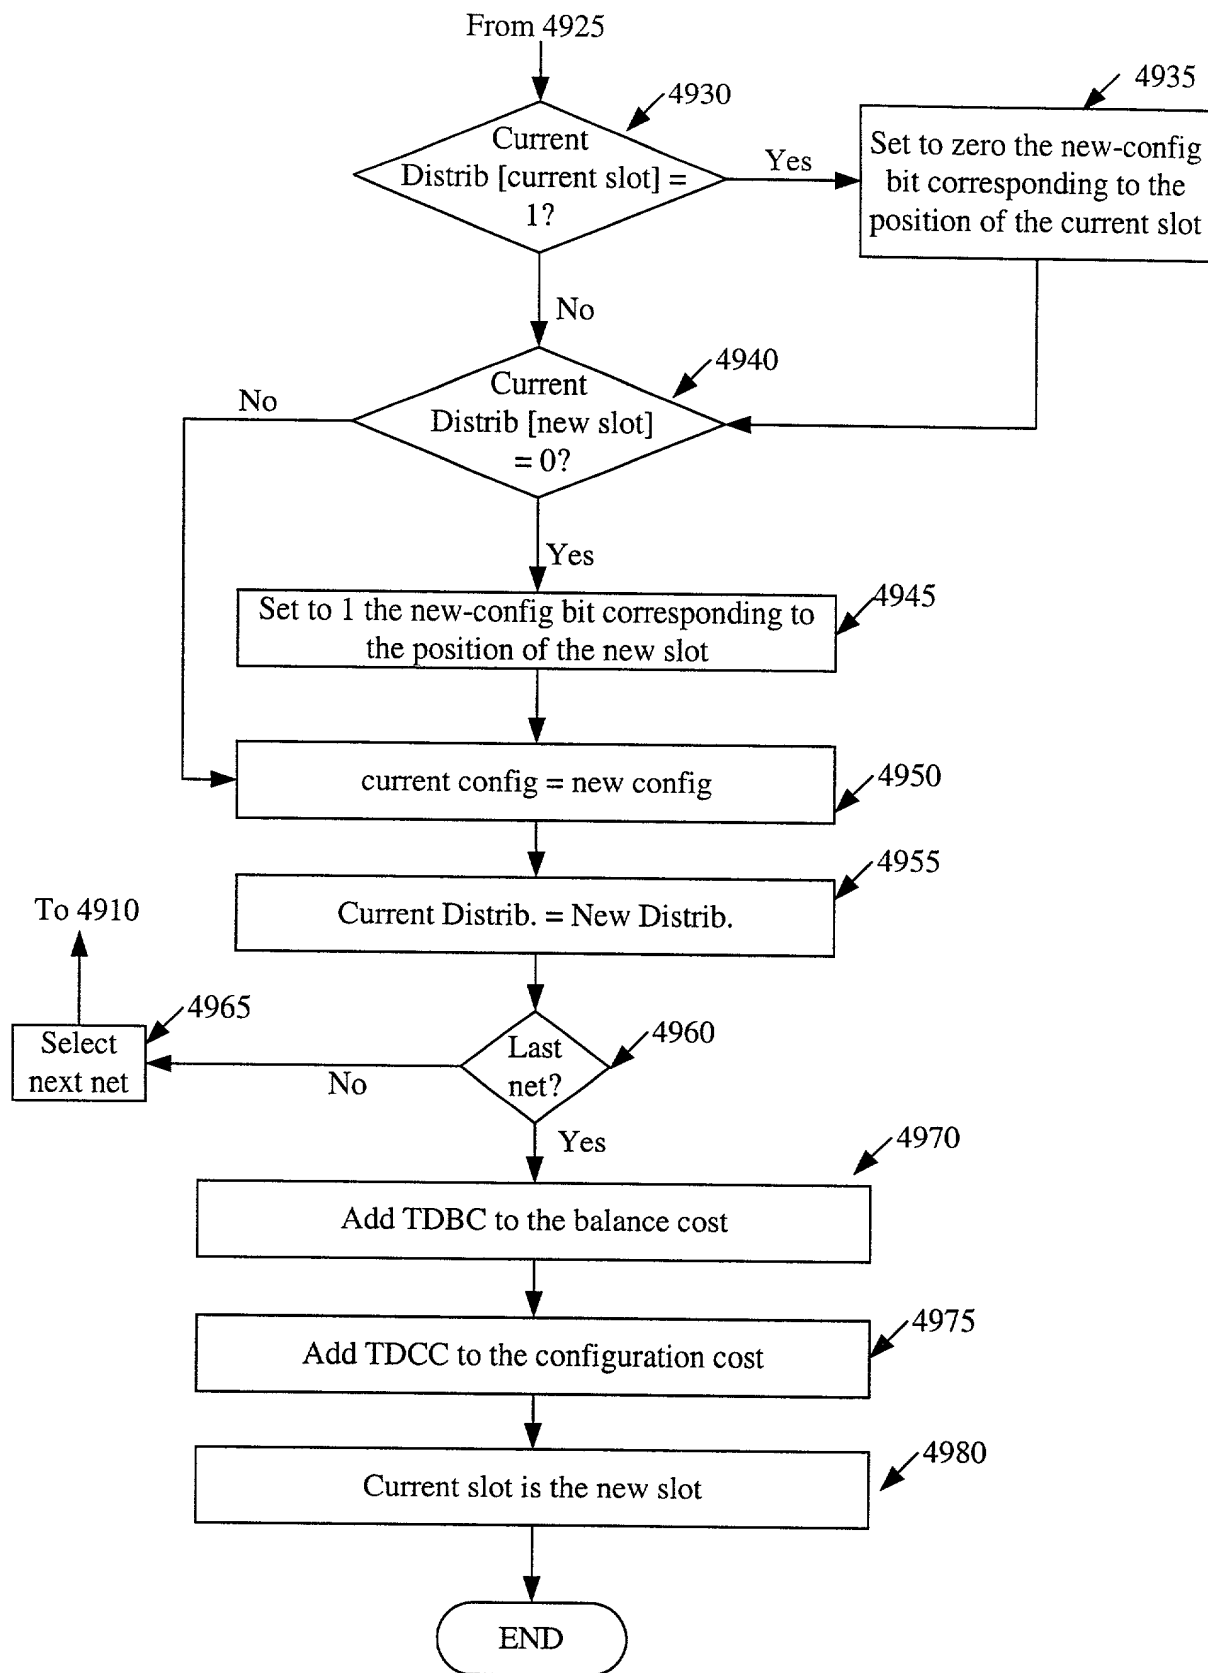 From 4925
4930
4935
Current
Distrib [current slot] =
1?
Yes
Set to zero the new-config
bit corresponding to the
position of the current slot
No
4940
Current
Distrib [new slot]
= 0?
No
Yes
4945
Set to 1 the new-config bit corresponding to
the position of the new slot
4950
current config = new config
4955
Current Distrib. = New Distrib.
To 4910
4965
Select
next net
4960
Last
net?
No
Yes
4970
Add TDBC to the balance cost
4975
Add TDCC to the configuration cost
4980
Current slot is the new slot
END